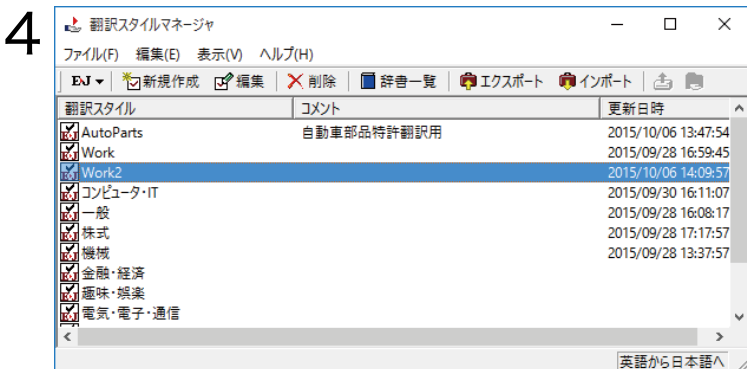 4
翻訳スタイルマネージャ
ファイル(F) 編集(E) 表示(V) ヘルプ(H)
EJ 新規作成 編集 削除 辞書一覧 エクスポート インポート
翻訳スタイル コメント 更新日時
AutoParts 自動車部品特許翻訳用 2015/10/06 13:47:54
Work 2015/09/28 16:59:45
Work2 2015/10/06 14:09:57
コンピュータ・IT 2015/09/30 16:11:07
一般 2015/09/28 16:08:17
株式 2015/09/28 17:17:57
機械 2015/09/28 13:37:57
金融・経済
趣味・娯楽
電気・電子・通信
英語から日本語へ